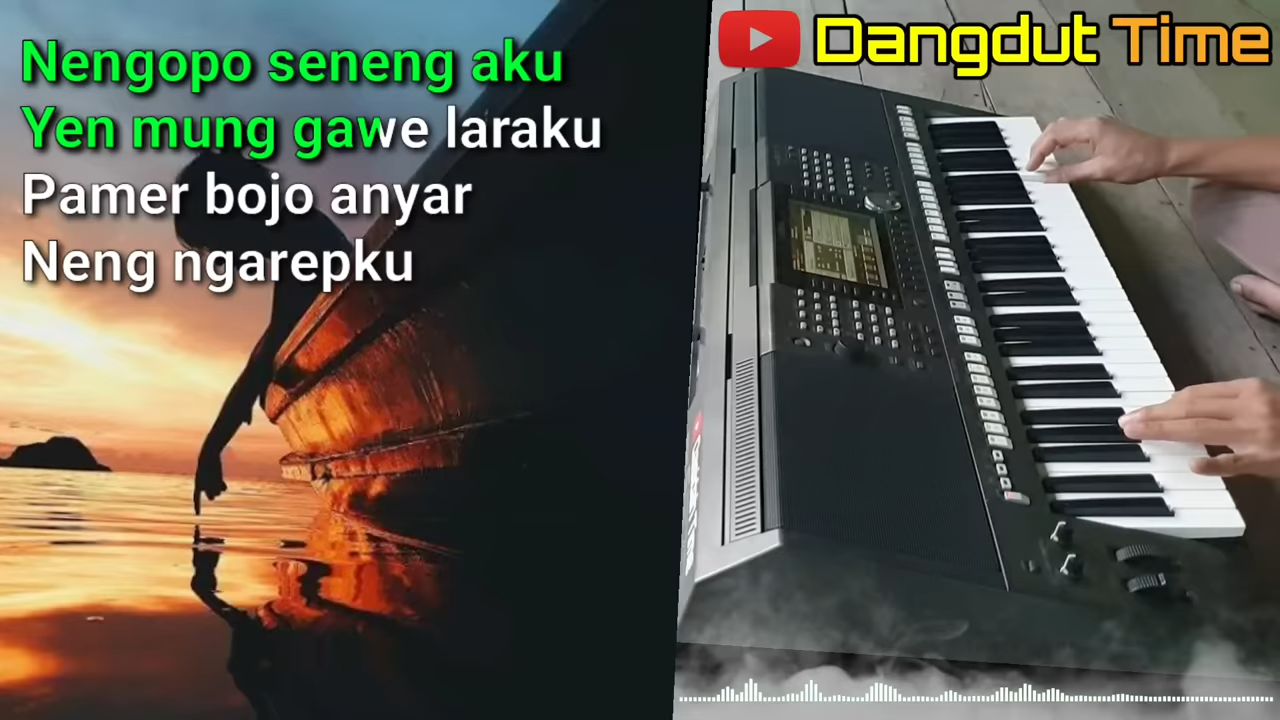 Nengopo seneng aku
Yen mung gawe laraku
Pamer bojo anyar
Neng ngarepku
Dangdut Time